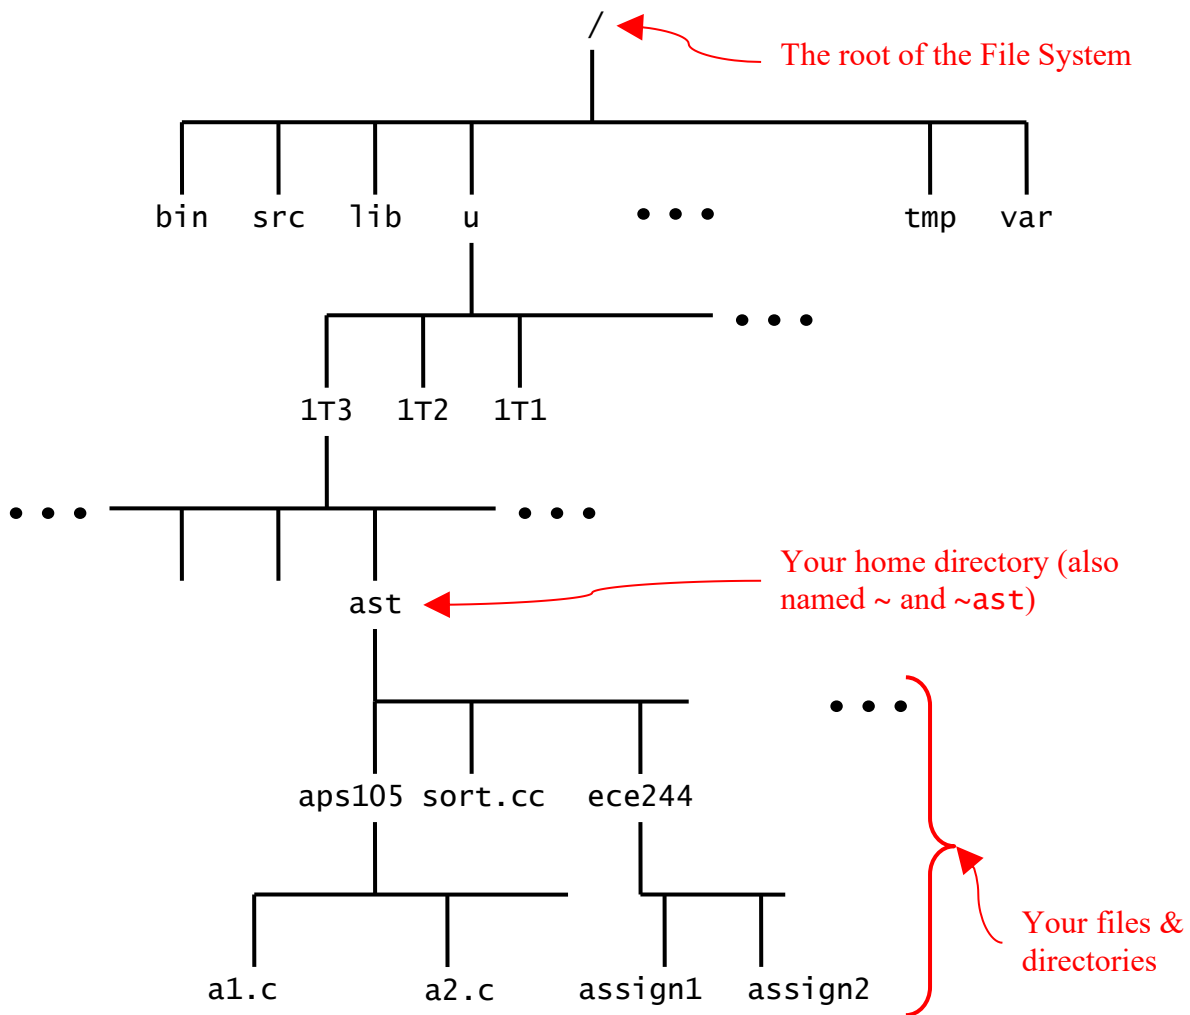 /
The root of the File System
bin src lib u • • • tmp var
• • •
1T3 1T2 1T1
• • • • • •
Your home directory (also
named ~ and ~ast)
ast
• • •
aps105 sort.cc ece244
Your files &
directories
a1.c a2.c assign1 assign2